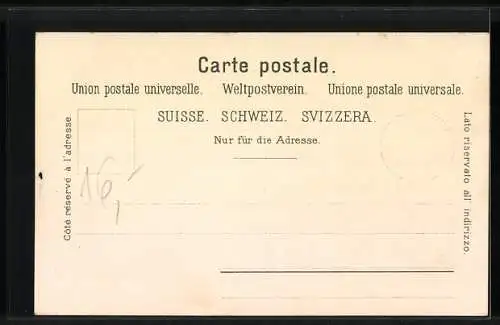 Carte postale.
Union postale universelle. Weltpostverein. Unione postale universale.
SUISSE. SCHWEIZ. SVIZZERA.
Nur für die Adresse.
Côté réservé à l'adresse.
Lato riservato all' indirizzo.
16,-